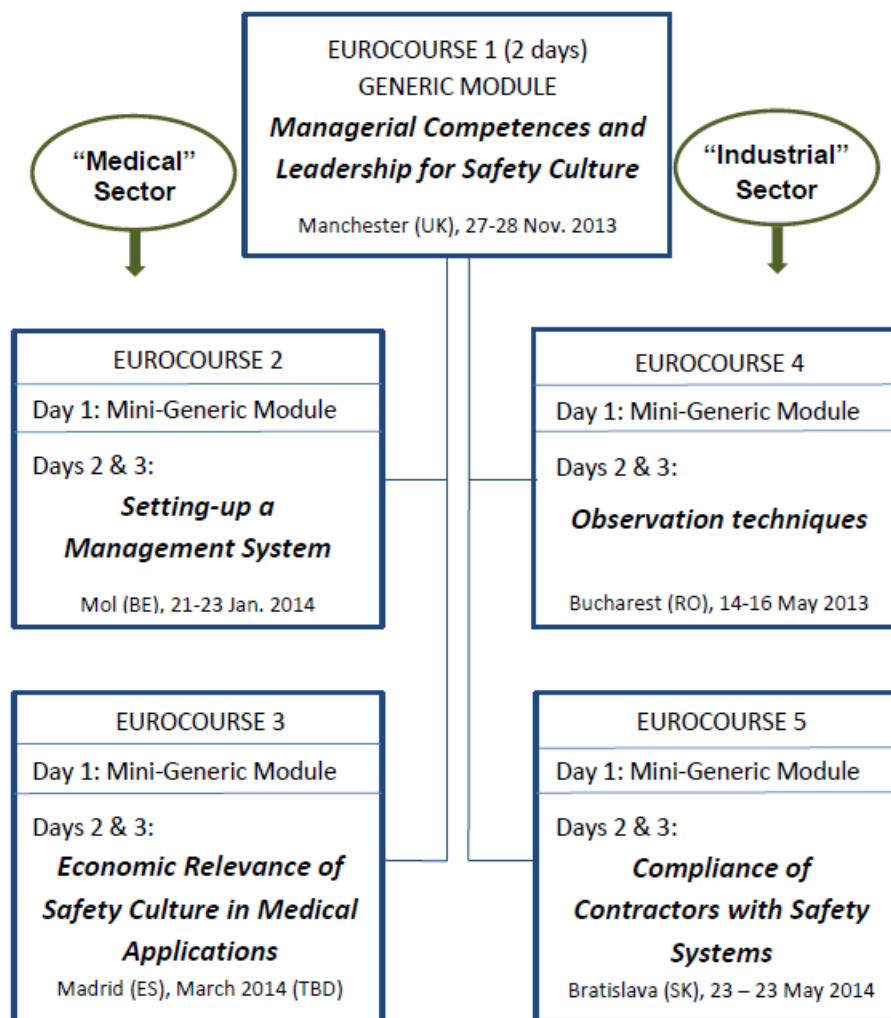 EUROCOURSE 1 (2 days)
GENERIC MODULE
Managerial Competences and
Leadership for Safety Culture
Manchester (UK), 27-28 Nov. 2013
“Medical”
Sector
“Industrial”
Sector
EUROCOURSE 2
Day 1: Mini-Generic Module
Days 2 & 3:
Setting-up a
Management System
Mol (BE), 21-23 Jan. 2014
EUROCOURSE 4
Day 1: Mini-Generic Module
Days 2 & 3:
Observation techniques
Bucharest (RO), 14-16 May 2013
EUROCOURSE 3
Day 1: Mini-Generic Module
Days 2 & 3:
Economic Relevance of
Safety Culture in Medical
Applications
Madrid (ES), March 2014 (TBD)
EUROCOURSE 5
Day 1: Mini-Generic Module
Days 2 & 3:
Compliance of
Contractors with Safety
Systems
Bratislava (SK), 23 – 23 May 2014